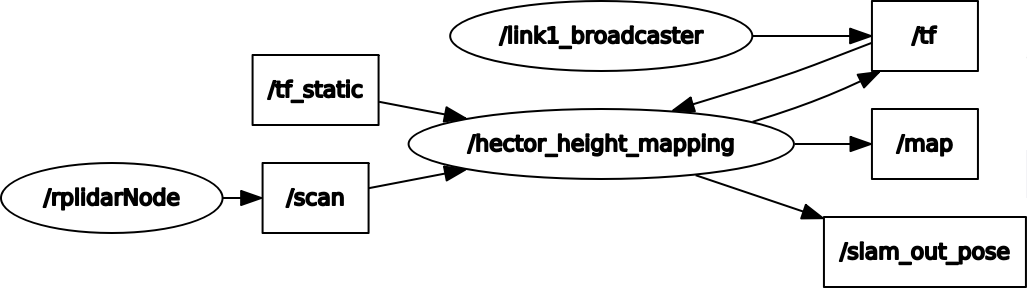 /link1_broadcaster
/tf
/tf_static
/hector_height_mapping
/map
/rplidarNode
/scan
/slam_out_pose